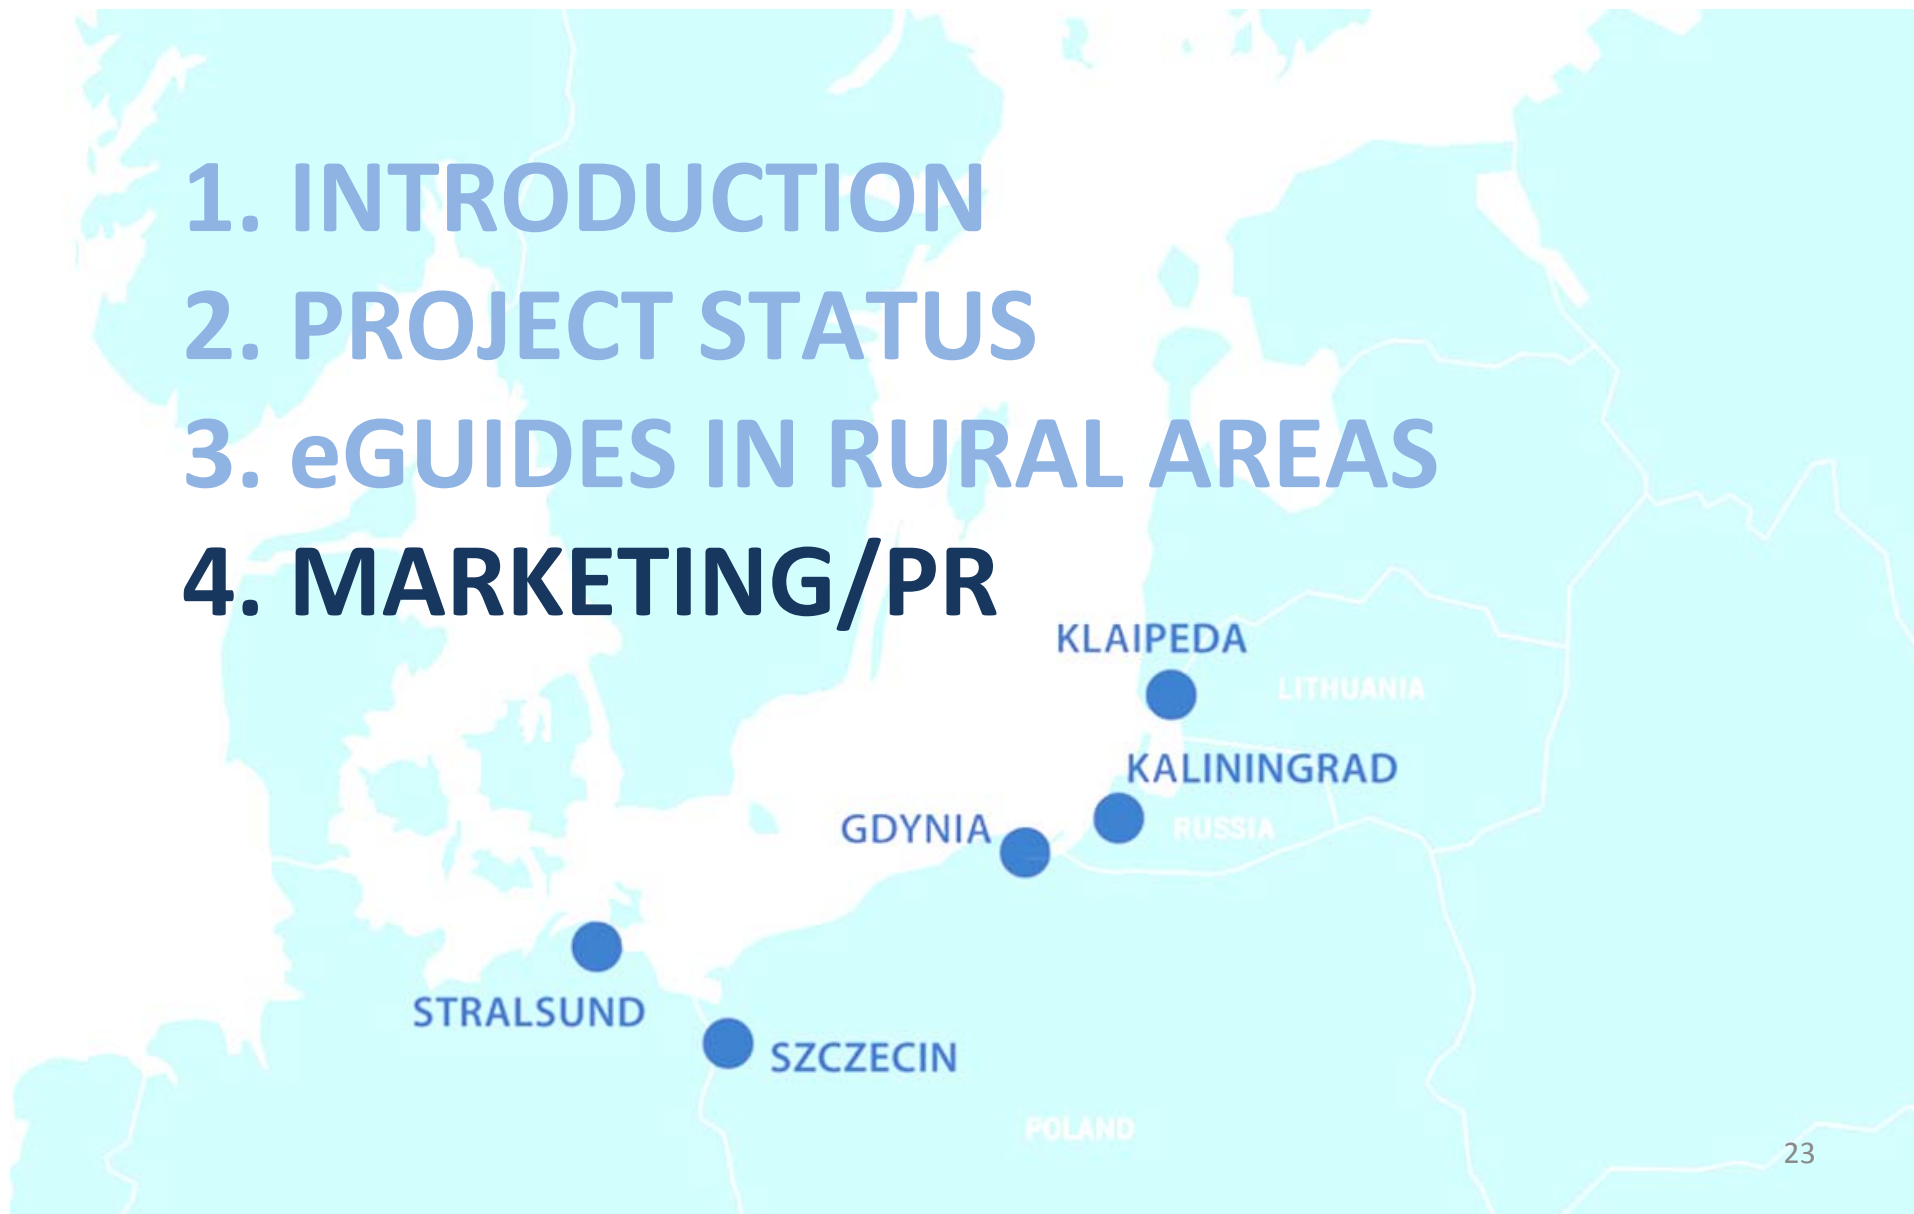 1. INTRODUCTION
2. PROJECT STATUS
3. eGUIDES IN RURAL AREAS
4. MARKETING/PR
KLAIPEDA
LITHUANIA
KALININGRAD
GDYNIA
RUSSIA
STRALSUND
SZCZECIN
POLAND
23